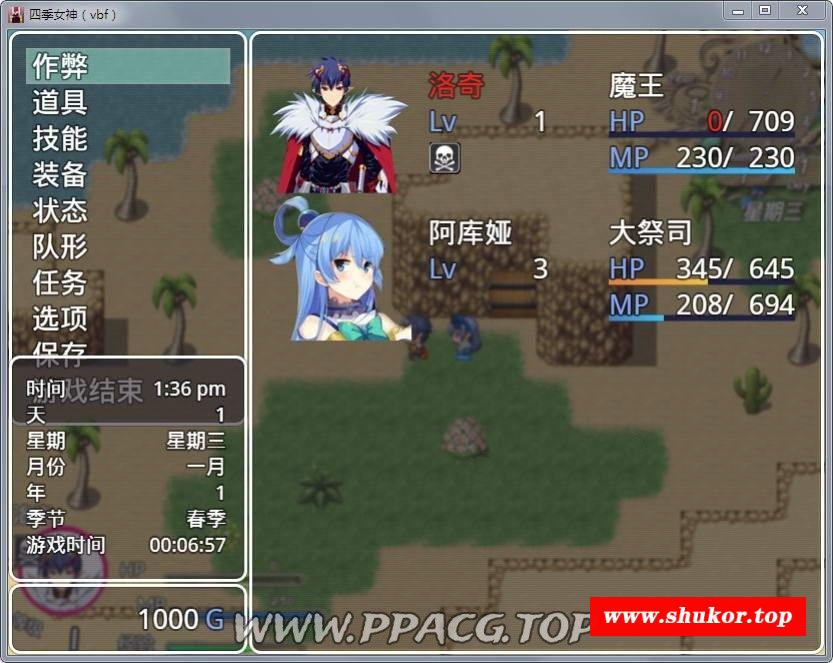 四季女神 ( vbf )
作弊
道具
技能
装备
状态
队形
任务
选项
保存
游戏结束
时间 1:36 pm
天 1
星期 星期三
月份 一月
年 1
季节 春季
游戏时间 00:06:57
1000 G
洛奇 魔王
Lv 1 HP 0/ 709
MP 230/ 230
阿库娅 大祭司
Lv 3 HP 345/ 645
MP 208/ 694
星期三
HP
MP
WWW.PPACG.TOP
www.shukor.top